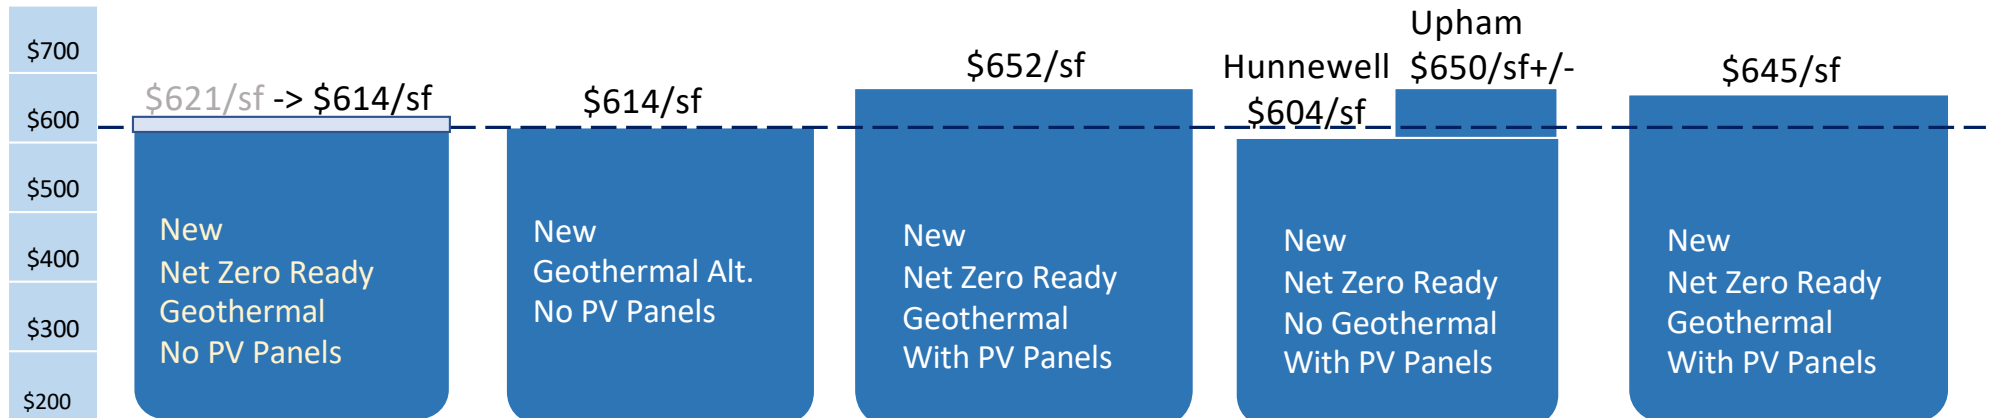 $700
$600
$500
$400
$300
$200
$621/sf -> $614/sf
New
Net Zero Ready
Geothermal
No PV Panels
$614/sf
New
Geothermal Alt.
No PV Panels
$652/sf
New
Net Zero Ready
Geothermal
With PV Panels
Hunnewell
$604/sf
Upham
$650/sf+/-
New
Net Zero Ready
No Geothermal
With PV Panels
$645/sf
New
Net Zero Ready
Geothermal
With PV Panels